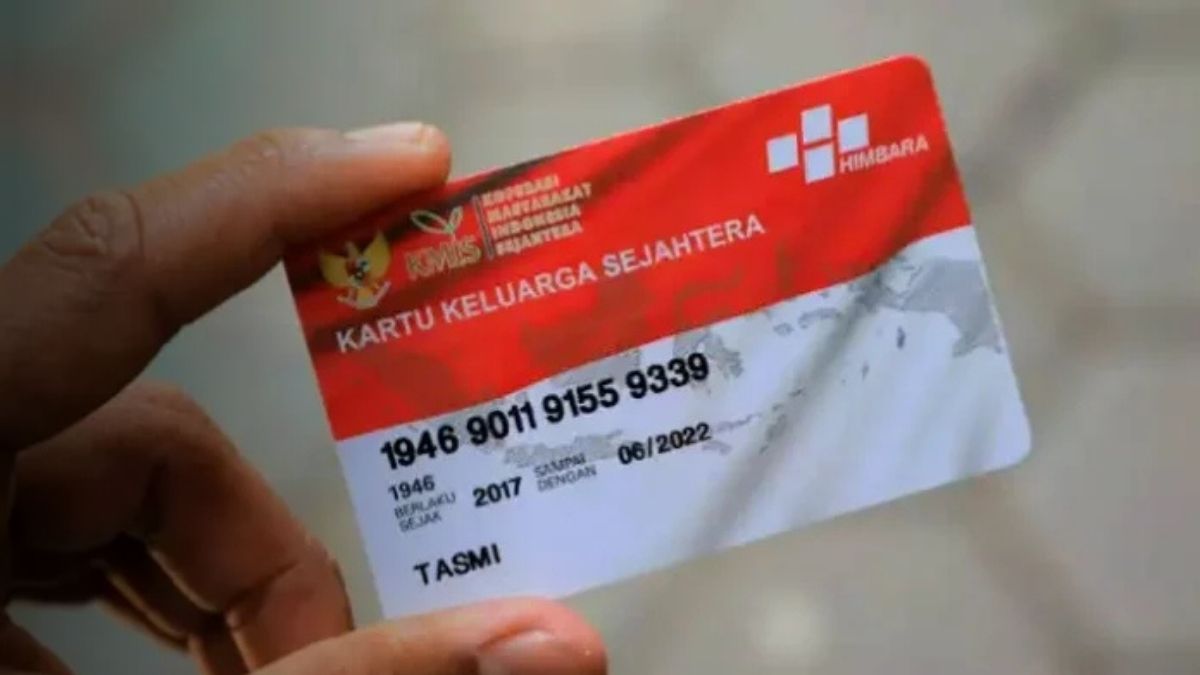 HIMBARA
KMIS
KOPERASI
MASYARAKAT
INDONESIA
SEJAHTERA
KARTU KELUARGA SEJAHTERA
1946 9011 9155 9339
1946
BERLAKU
SEJAK
2017
SAMPAI
DENGAN
06/2022
TASMI